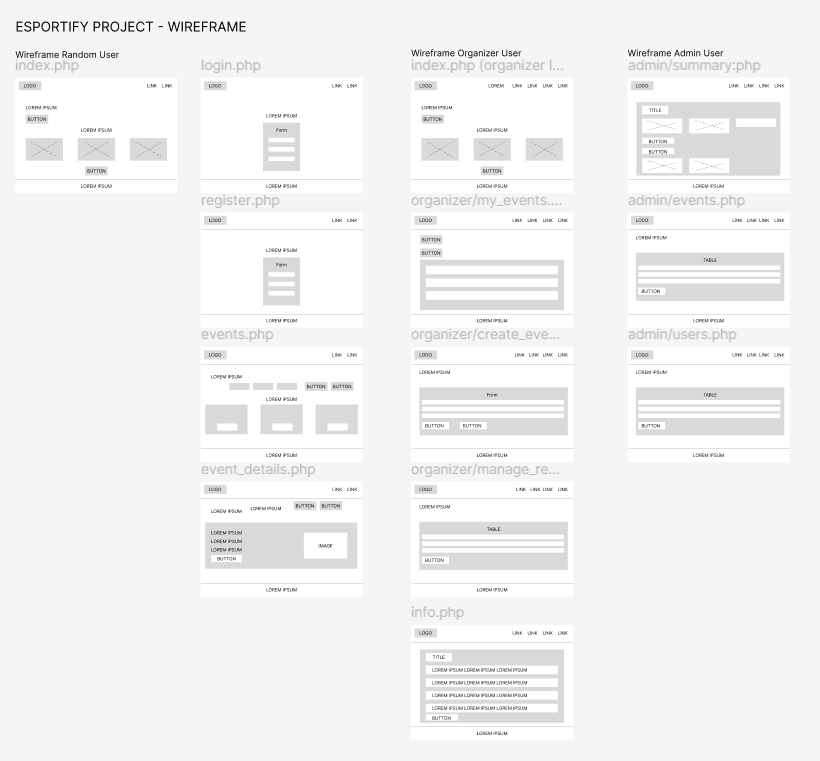 ESPORTIFY PROJECT - WIREFRAME
Wireframe Random User
index.php
LOGO LINK LINK
LOREM IPSUM
BUTTON
LOREM IPSUM
BUTTON
LOREM IPSUM
login.php
LOGO LINK LINK
LOREM IPSUM
Form
LOREM IPSUM
register.php
LOGO LINK LINK
LOREM IPSUM
Form
LOREM IPSUM
events.php
LOGO LINK LINK
LOREM IPSUM
BUTTON BUTTON
LOREM IPSUM
LOREM IPSUM
event_details.php
LOGO LINK LINK
LOREM IPSUM LOREM IPSUM BUTTON BUTTON
LOREM IPSUM
LOREM IPSUM
LOREM IPSUM
BUTTON
IMAGE
LOREM IPSUM
Wireframe Organizer User
index.php (organizer l...
LOGO LOREM LINK LINK LINK LINK
LOREM IPSUM
BUTTON
LOREM IPSUM
BUTTON
LOREM IPSUM
organizer/my_events....
LOGO LINK LINK LINK LINK
BUTTON
BUTTON
LOREM IPSUM
organizer/create_eve...
LOGO LINK LINK LINK LINK
LOREM IPSUM
Form
BUTTON BUTTON
LOREM IPSUM
organizer/manage_re...
LOGO LINK LINK LINK LINK
LOREM IPSUM
TABLE
BUTTON
LOREM IPSUM
info.php
LOGO LINK LINK LINK LINK
TITLE
LOREM IPSUM LOREM IPSUM LOREM IPSUM
LOREM IPSUM LOREM IPSUM LOREM IPSUM
LOREM IPSUM LOREM IPSUM LOREM IPSUM
LOREM IPSUM LOREM IPSUM LOREM IPSUM
BUTTON
LOREM IPSUM
Wireframe Admin User
admin/summary:php
LOGO LINK LINK LINK LINK
TITLE
BUTTON
BUTTON
LOREM IPSUM
admin/events.php
LOGO LINK LINK LINK LINK
LOREM IPSUM
TABLE
BUTTON
LOREM IPSUM
admin/users.php
LOGO LINK LINK LINK LINK
LOREM IPSUM
TABLE
BUTTON
LOREM IPSUM